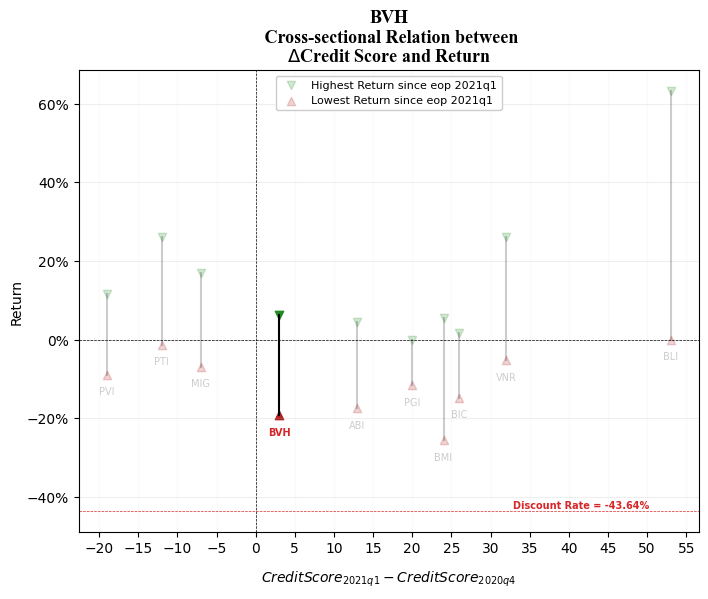 BVH
Cross-sectional Relation between
ΔCredit Score and Return
Highest Return since eop 2021q1
Lowest Return since eop 2021q1
60%
40%
20%
0%
−20%
−40%
Return
PVI
PTI
MIG
BVH
ABI
PGI
BMI
BIC
VNR
BLI
Discount Rate = -43.64%
−20 −15 −10 −5 0 5 10 15 20 25 30 35 40 45 50 55
CreditScore2021q1 − CreditScore2020q4